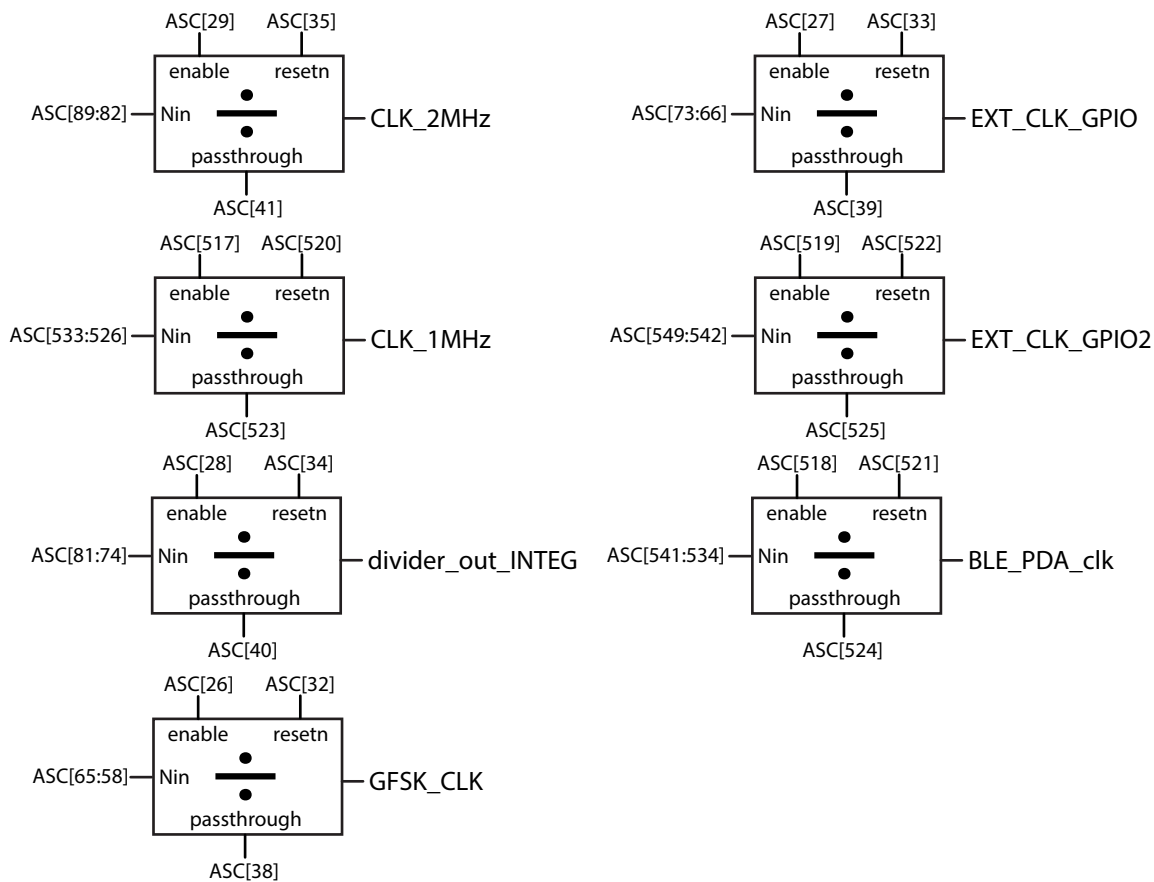 ASC[29] ASC[35]
enable resetn
ASC[89:82] Nin CLK_2MHz
passthrough
ASC[41]
ASC[27] ASC[33]
enable resetn
ASC[73:66] Nin EXT_CLK_GPIO
passthrough
ASC[39]
ASC[517] ASC[520]
enable resetn
ASC[533:526] Nin CLK_1MHz
passthrough
ASC[523]
ASC[519] ASC[522]
enable resetn
ASC[549:542] Nin EXT_CLK_GPIO2
passthrough
ASC[525]
ASC[28] ASC[34]
enable resetn
ASC[81:74] Nin divider_out_INTEG
passthrough
ASC[40]
ASC[518] ASC[521]
enable resetn
ASC[541:534] Nin BLE_PDA_clk
passthrough
ASC[524]
ASC[26] ASC[32]
enable resetn
ASC[65:58] Nin GFSK_CLK
passthrough
ASC[38]